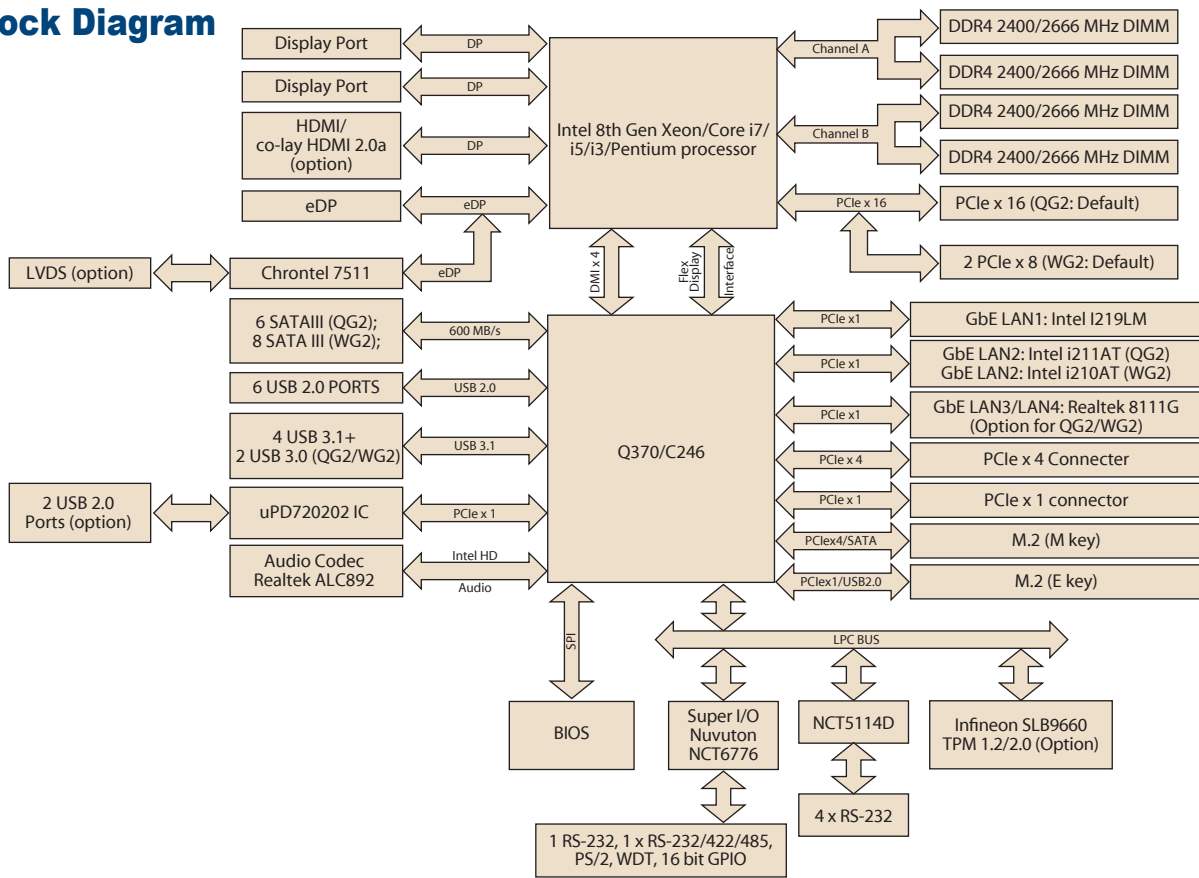 ock Diagram
Display Port
DP
Display Port
DP
HDMI/
co-lay HDMI 2.0a
(option)
DP
eDP
eDP
LVDS (option)
Chrontel 7511
eDP
Intel 8th Gen Xeon/Core i7/
i5/i3/Pentium processor
Channel A
DDR4 2400/2666 MHz DIMM
DDR4 2400/2666 MHz DIMM
Channel B
DDR4 2400/2666 MHz DIMM
DDR4 2400/2666 MHz DIMM
PCIe x 16
PCIe x 16 (QG2: Default)
2 PCIe x 8 (WG2: Default)
DMI x 4
Flex
Display
Interface
6 SATAIII (QG2);
8 SATA III (WG2);
600 MB/s
6 USB 2.0 PORTS
USB 2.0
4 USB 3.1+
2 USB 3.0 (QG2/WG2)
USB 3.1
2 USB 2.0
Ports (option)
uPD720202 IC
PCIe x 1
Audio Codec
Realtek ALC892
Intel HD
Audio
Q370/C246
PCIe x1
GbE LAN1: Intel I219LM
PCIe x1
GbE LAN2: Intel i211AT (QG2)
GbE LAN2: Intel i210AT (WG2)
PCIe x1
GbE LAN3/LAN4: Realtek 8111G
(Option for QG2/WG2)
PCIe x 4
PCIe x 4 Connecter
PCIe x 1
PCIe x 1 connector
PCIex4/SATA
M.2 (M key)
PCIex1/USB2.0
M.2 (E key)
SPI
LPC BUS
BIOS
Super I/O
Nuvuton
NCT6776
NCT5114D
Infineon SLB9660
TPM 1.2/2.0 (Option)
4 x RS-232
1 RS-232, 1 x RS-232/422/485,
PS/2, WDT, 16 bit GPIO